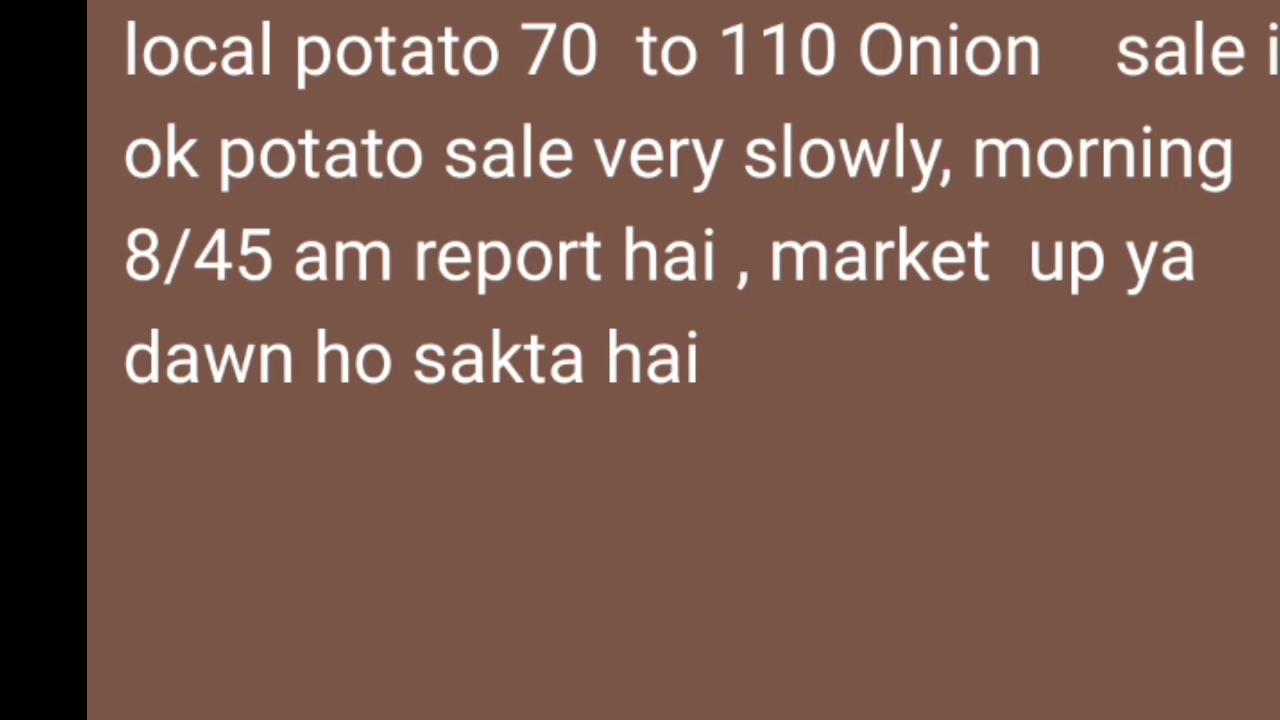 local potato 70  to 110 Onion    sale i
ok potato sale very slowly, morning
8/45 am report hai , market  up ya
dawn ho sakta hai